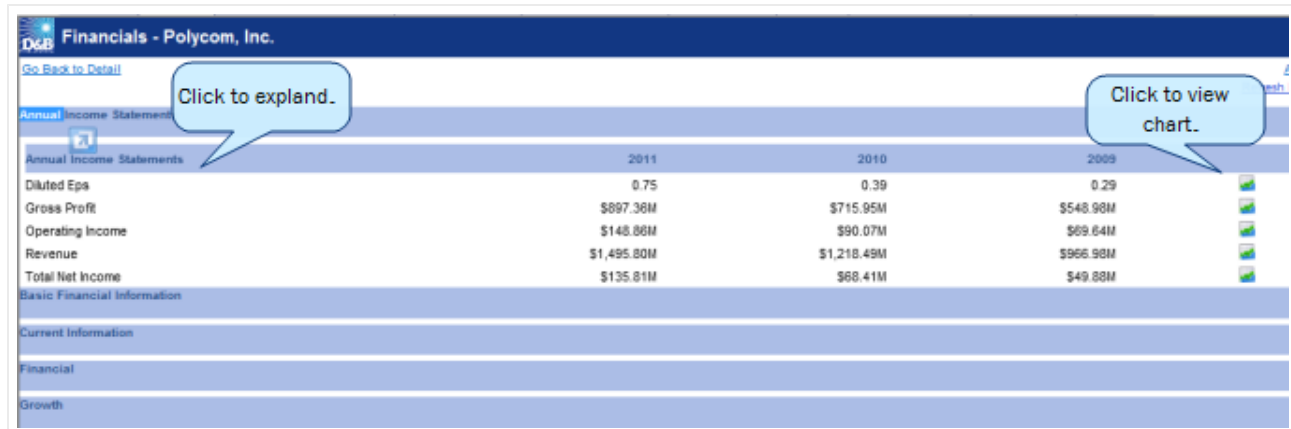 D&B Financials - Polycom, Inc.
Go Back to Detail
Click to expland.
Click to view
chart.
Annual Income Statement
Annual Income Statements 2011 2010 2009
Diluted Eps 0.75 0.39 0.29
Gross Profit $897.36M $715.95M $548.98M
Operating Income $148.86M $90.07M $69.64M
Revenue $1,495.80M $1,218.49M $966.98M
Total Net Income $135.81M $68.41M $49.88M
Basic Financial Information
Current Information
Financial
Growth